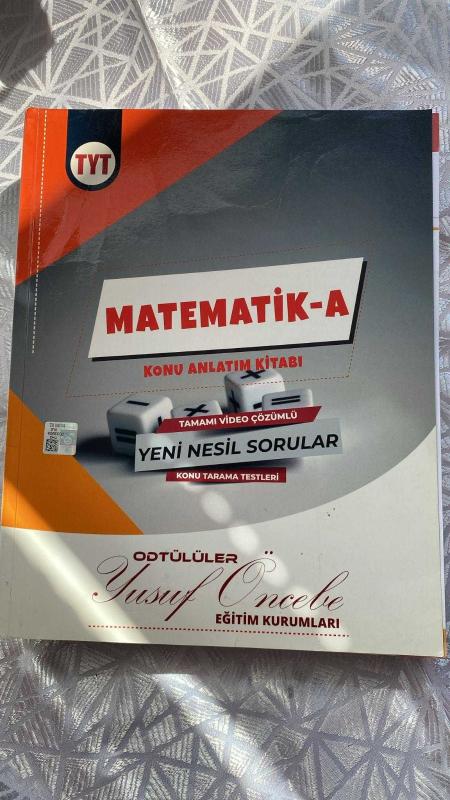 TYT
MATEMATİK-A
KONU ANLATIM KİTABI
TAMAMI VİDEO ÇÖZÜMLÜ
YENİ NESİL SORULAR
KONU TARAMA TESTLERİ
ODTÜLÜLER
Yusuf Öncebe
EĞİTİM KURUMLARI